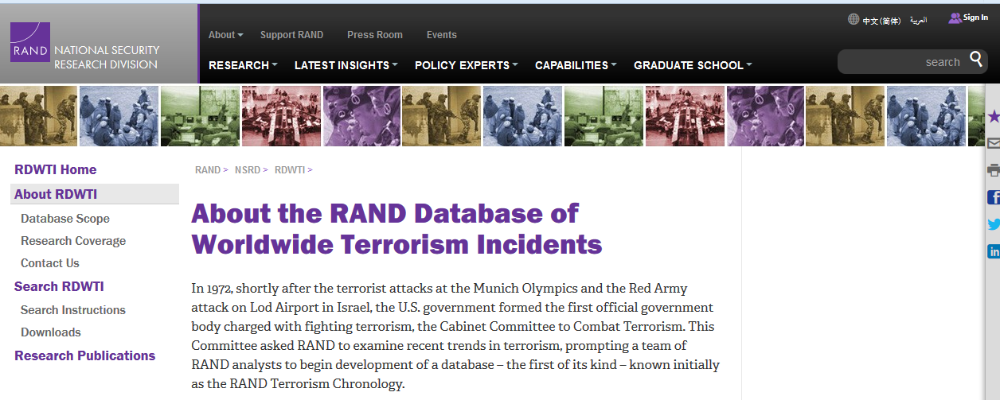 RAND
NATIONAL SECURITY
RESEARCH DIVISION
About
Support RAND
Press Room
Events
中文(简体)
العربية
Sign In
RESEARCH
LATEST INSIGHTS
POLICY EXPERTS
CAPABILITIES
GRADUATE SCHOOL
search
RDWTI Home
About RDWTI
Database Scope
Research Coverage
Contact Us
Search RDWTI
Search Instructions
Downloads
Research Publications
RAND > NSRD > RDWTI >
About the RAND Database of
Worldwide Terrorism Incidents
In 1972, shortly after the terrorist attacks at the Munich Olympics and the Red Army
attack on Lod Airport in Israel, the U.S. government formed the first official government
body charged with fighting terrorism, the Cabinet Committee to Combat Terrorism. This
Committee asked RAND to examine recent trends in terrorism, prompting a team of
RAND analysts to begin development of a database – the first of its kind – known initially
as the RAND Terrorism Chronology.